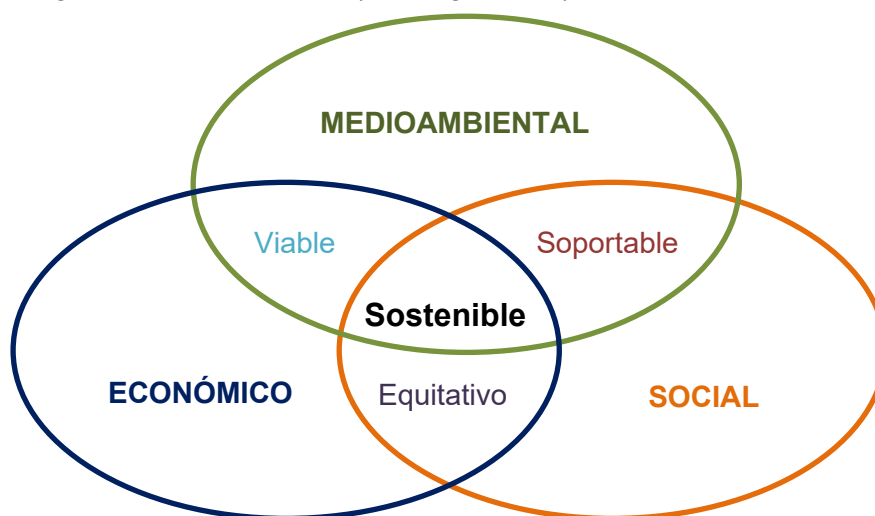 MEDIOAMBIENTAL
Viable
Soportable
Sostenible
ECONÓMICO
Equitativo
SOCIAL